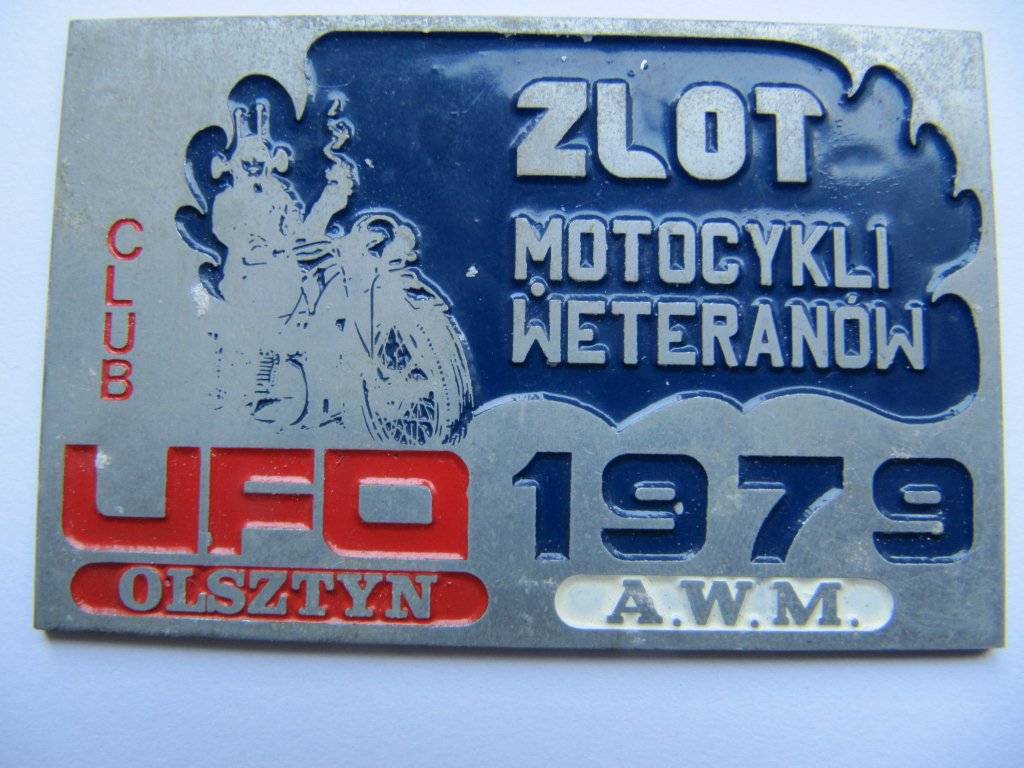 ZLOT
MOTOCYKLI
WETERANÓW
CLUB
UFO
1979
OLSZTYN
A.W.M.